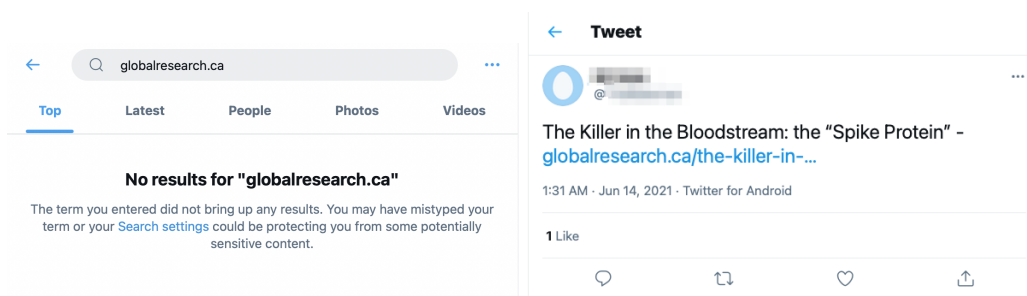 globalresearch.ca
Top Latest People Photos Videos
No results for "globalresearch.ca"
The term you entered did not bring up any results. You may have mistyped your
term or your Search settings could be protecting you from some potentially
sensitive content.
Tweet
@
The Killer in the Bloodstream: the “Spike Protein” -
globalresearch.ca/the-killer-in-...
1:31 AM · Jun 14, 2021 · Twitter for Android
1 Like